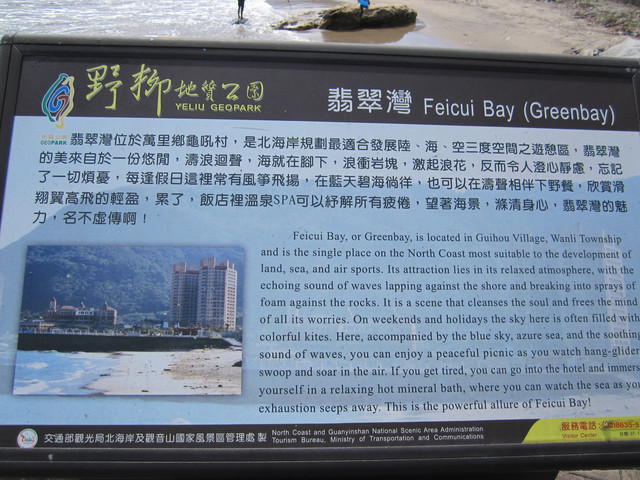 野柳地質公園
YELIU GEOPARK
翡翠灣 Feicui Bay (Greenbay)
GEOPARK
翡翠灣位於萬里鄉龜吼村，是北海岸規劃最適合發展陸、海、空三度空間之遊憩區，翡翠灣
的美來自於一份悠閒，濤浪迴聲，海就在腳下，浪衝岩塊，激起浪花，反而令人澄心靜慮，忘記
了一切煩憂，每逢假日這裡常有風箏飛揚，在藍天碧海徜徉，也可以在濤聲相伴下野餐，欣賞滑
翔翼高飛的輕盈，累了，飯店裡溫泉SPA可以紓解所有疲倦，望著海景，滌清身心，翡翠灣的魅
力，名不虛傳啊！
Feicui Bay, or Greenbay, is located in Guihou Village, Wanli Township
and is the single place on the North Coast most suitable to the development of
land, sea, and air sports. Its attraction lies in its relaxed atmosphere, with the
echoing sound of waves lapping against the shore and breaking into sprays of
foam against the rocks. It is a scene that cleanses the soul and frees the mind
of all its worries. On weekends and holidays the sky here is often filled with
colorful kites. Here, accompanied by the blue sky, azure sea, and the soothing
sound of waves, you can enjoy a peaceful picnic as you watch hang-glider
swoop and soar in the air. If you get tired, you can go into the hotel and immers
yourself in a relaxing hot mineral bath, where you can watch the sea as you
exhaustion seeps away. This is the powerful allure of Feicui Bay!
交通部觀光局北海岸及觀音山國家風景區管理處 製
North Coast and Guanyinshan National Scenic Area Administration
Tourism Bureau, Ministry of Transportation and Communications
服務電話
Visitor Center